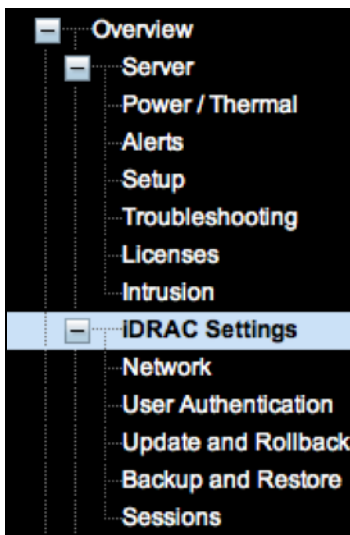 Overview
Server
Power / Thermal
Alerts
Setup
Troubleshooting
Licenses
Intrusion
iDRAC Settings
Network
User Authentication
Update and Rollback
Backup and Restore
Sessions